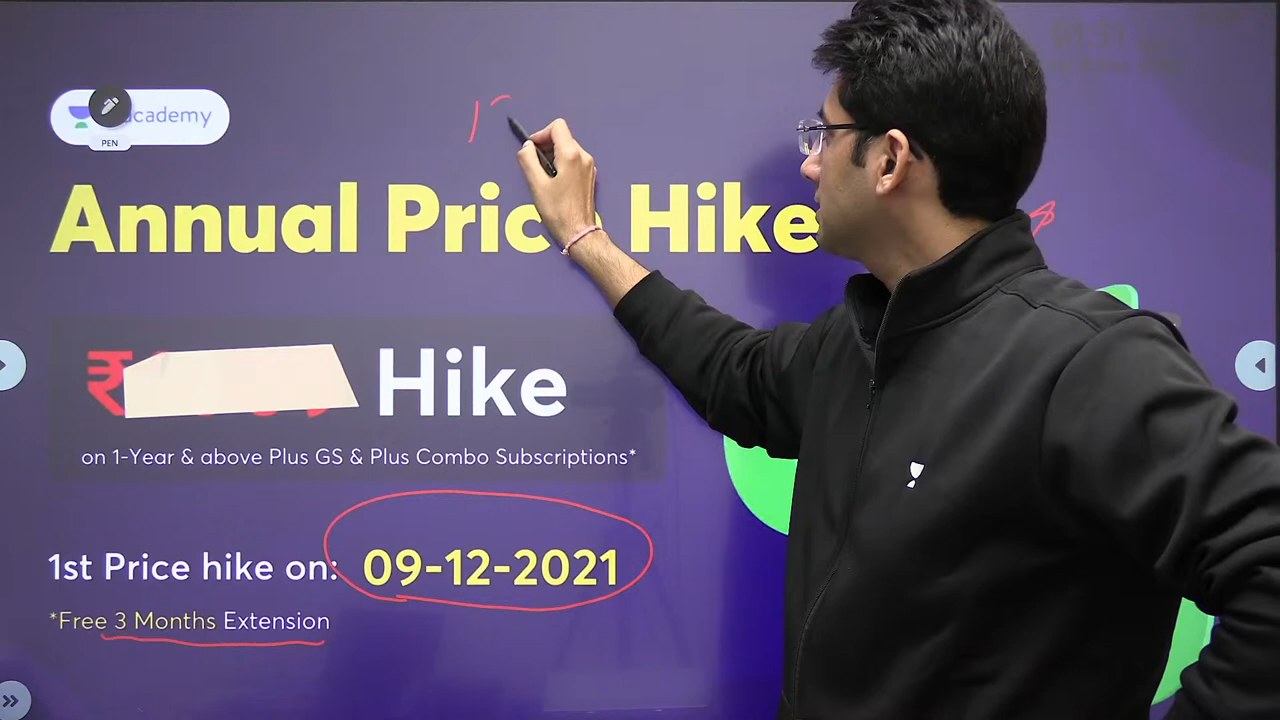 academy
PEN
Annual Price Hike
₹ Hike
on 1-Year & above Plus GS & Plus Combo Subscriptions*
1st Price hike on: 09-12-2021
*Free 3 Months Extension